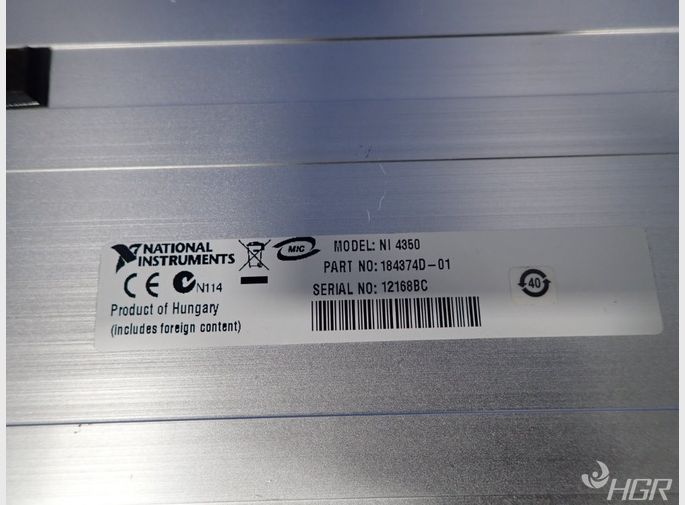 NATIONAL
INSTRUMENTS
MIC
MODEL: NI 4350
PART NO: 184374D-01
SERIAL NO: 12168BC
CE
N114
40
Product of Hungary
(includes foreign content)
HGR